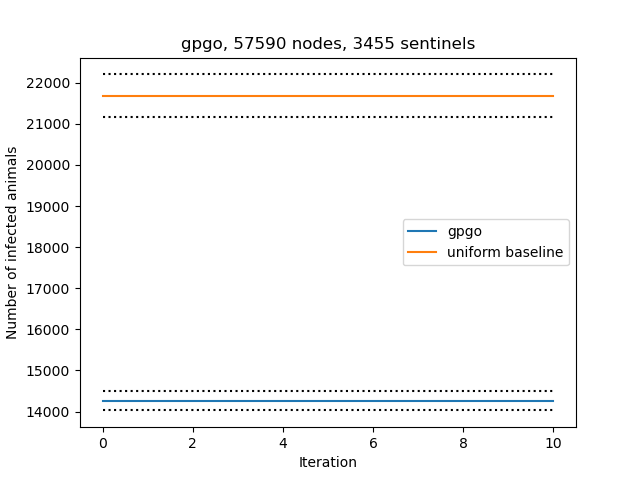 gpgo, 57590 nodes, 3455 sentinels
22000
21000
20000
19000
18000
17000
16000
15000
14000
Number of infected animals
gpgo
uniform baseline
0 2 4 6 8 10
Iteration